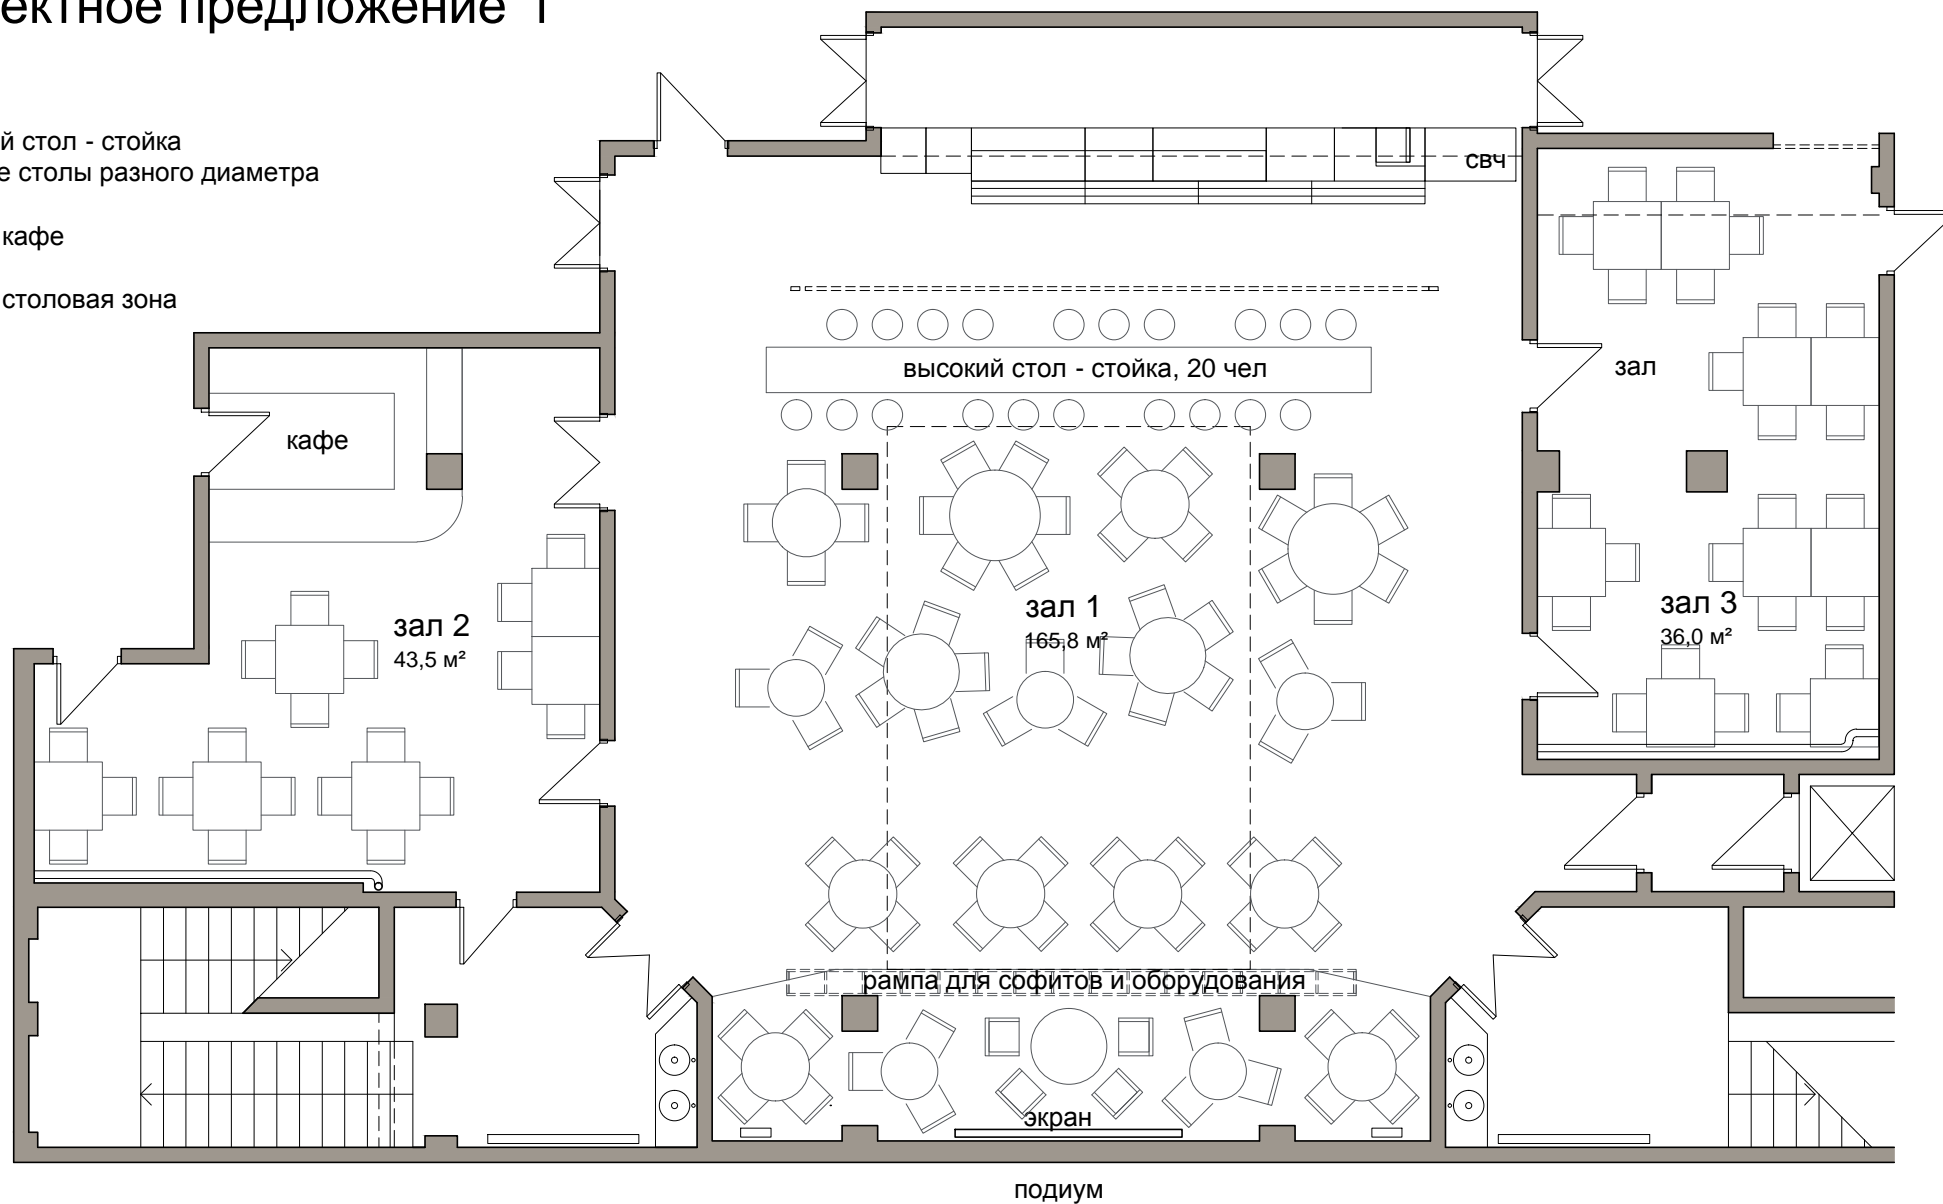 ектное предложение 1
й стол - стойка
е столы разного диаметра
кафе
столовая зона
свч
высокий стол - стойка, 20 чел
зал
кафе
зал 2
43,5 м²
зал 1
165,8 м²
зал 3
36,0 м²
рампа для софитов и оборудования
экран
подиум